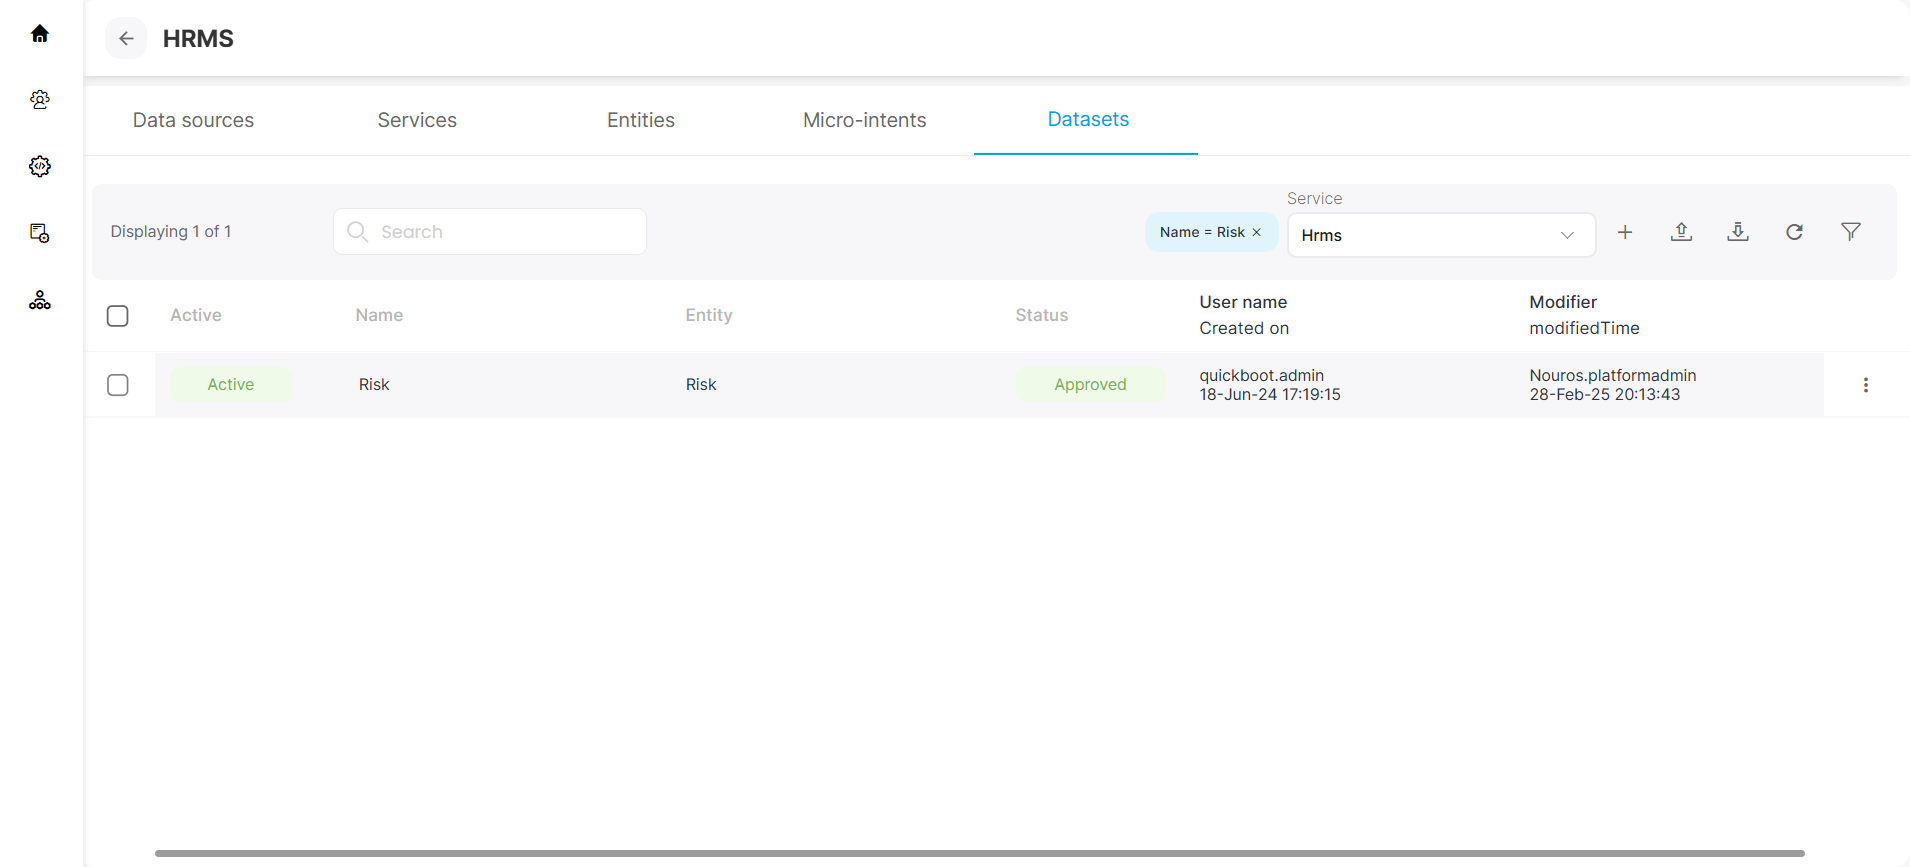 HRMS
Data sources
Services
Entities
Micro-intents
Datasets
Displaying 1 of 1
Search
Name = Risk ×
Service
Hrms
Active
Name
Entity
Status
User name
Created on
Modifier
modifiedTime
Active
Risk
Risk
Approved
quickboot.admin
18-Jun-24 17:19:15
Nouros.platformadmin
28-Feb-25 20:13:43